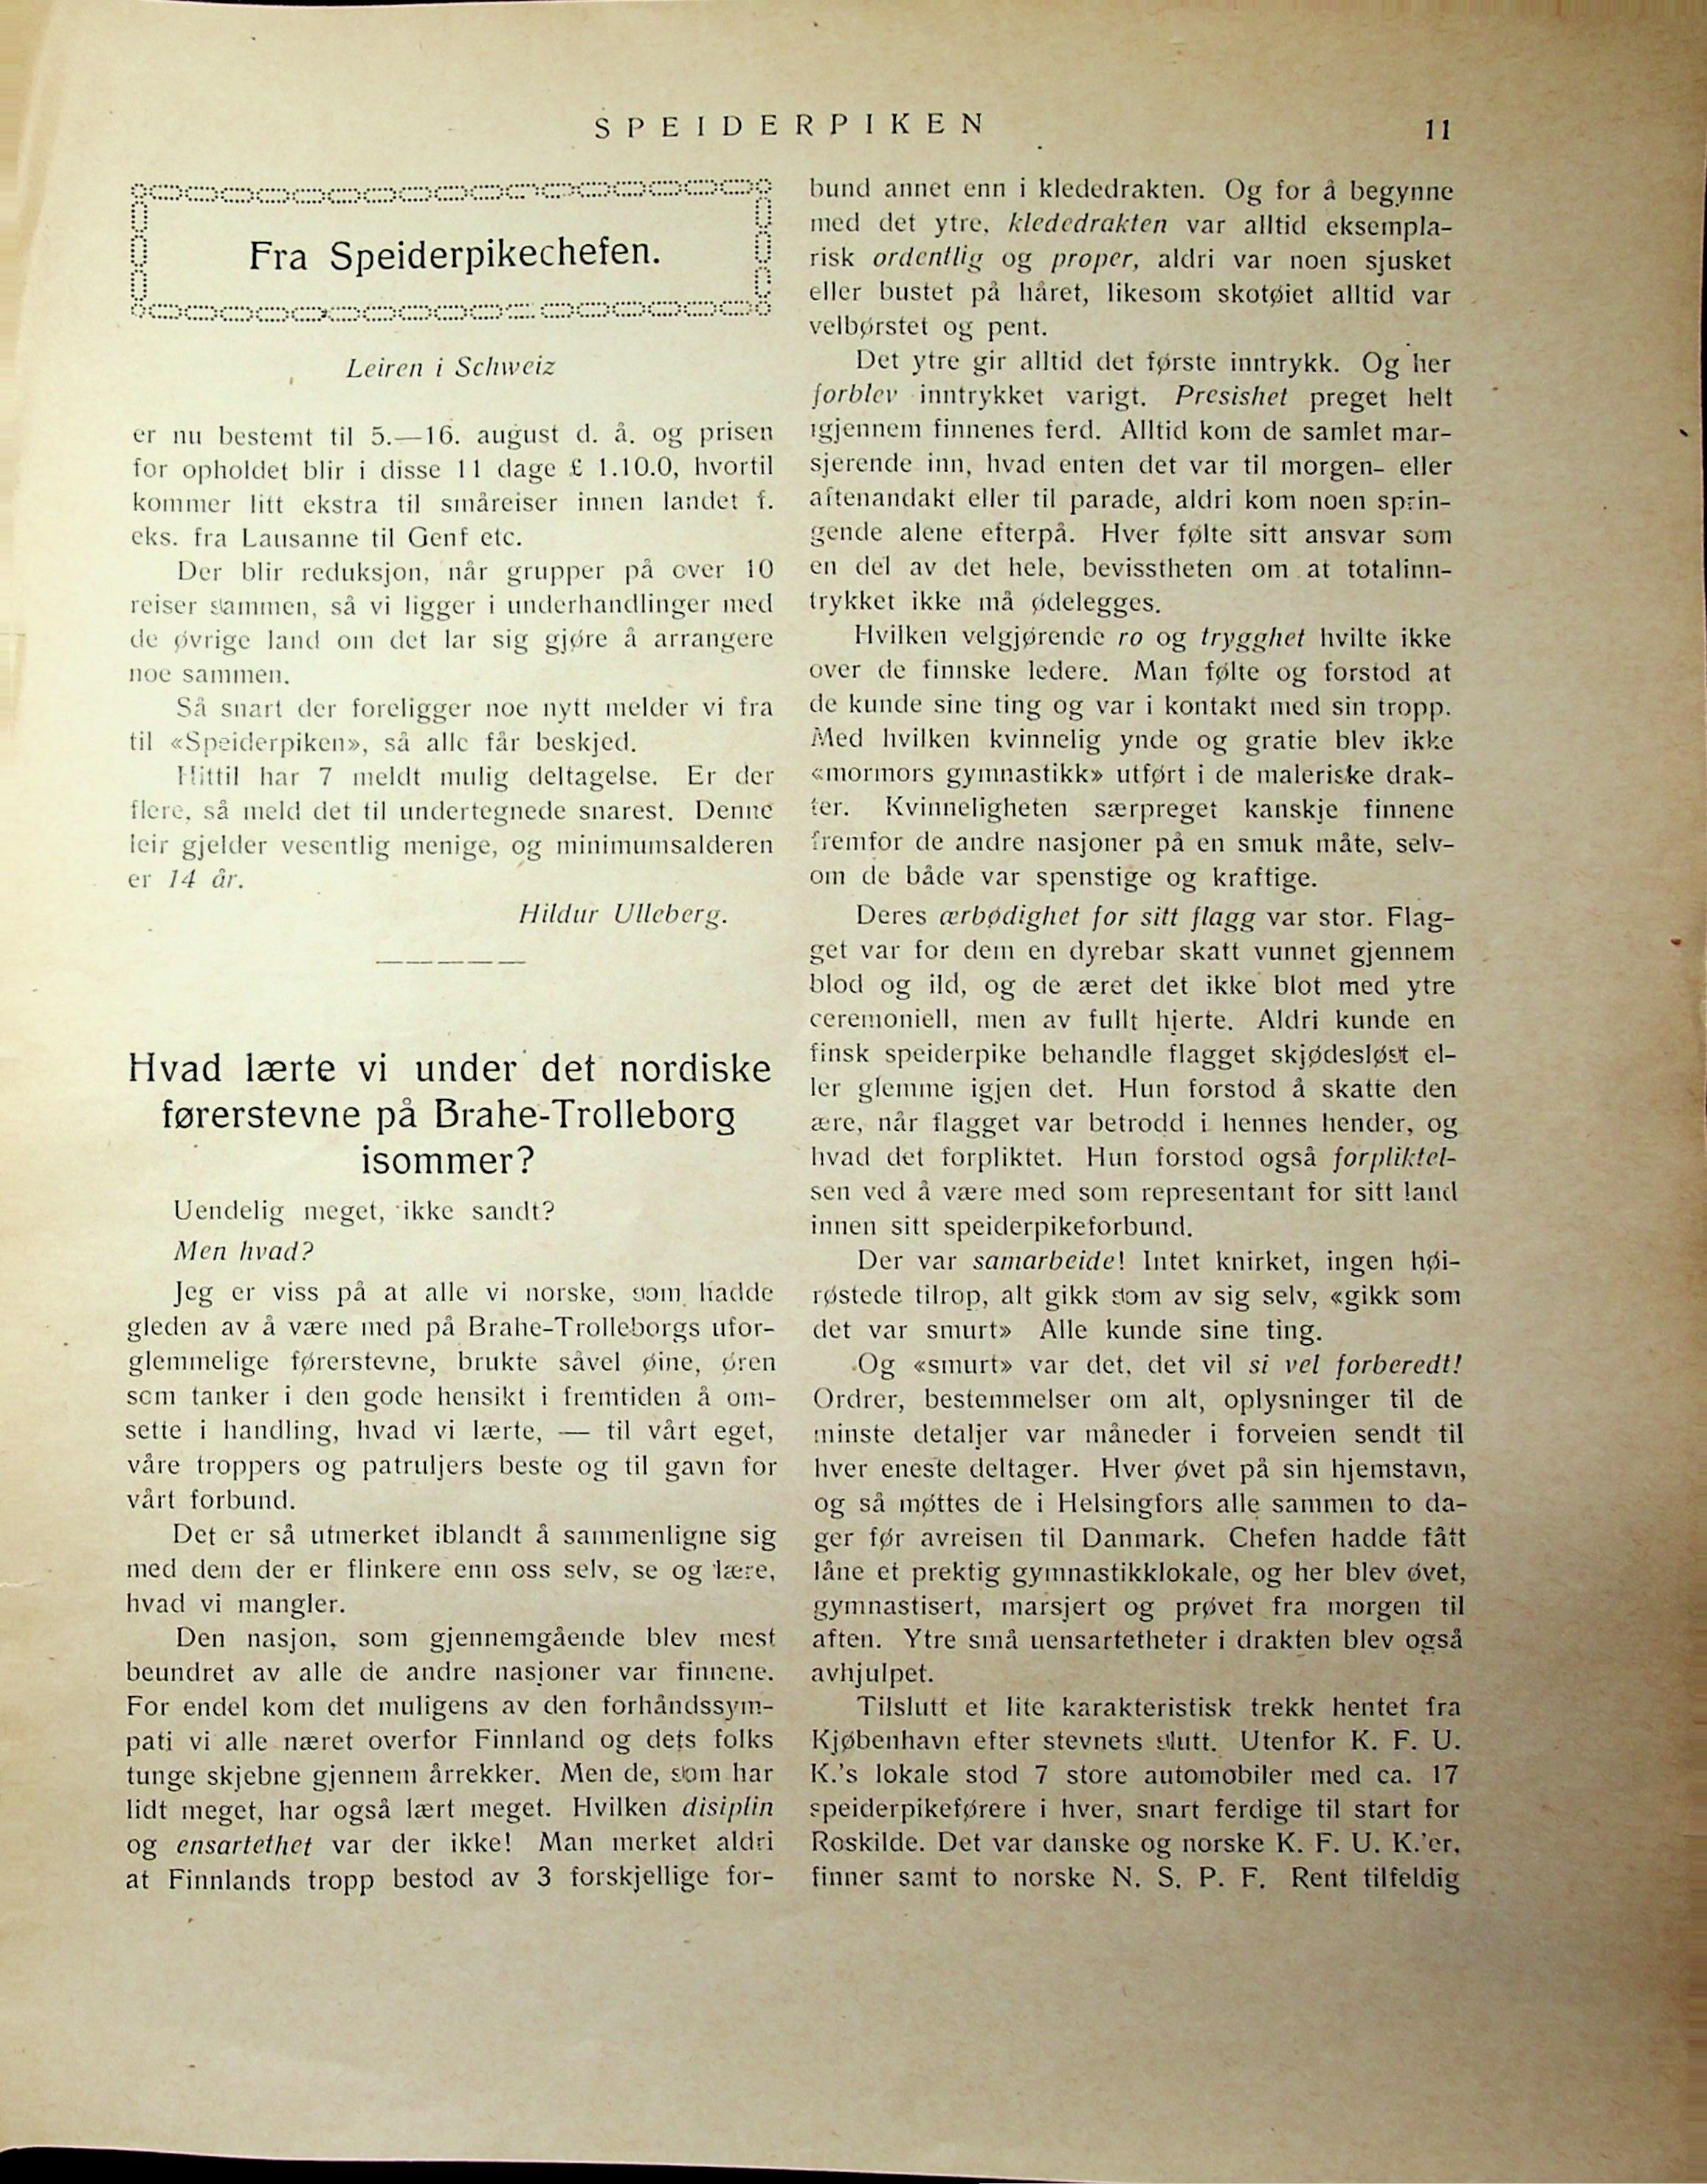 SPEIDERPIKEN
11
Fra Speiderpikechefen.
Leiren i Schweiz
er nu bestemt til 5.—16. august d. å. og prisen
for opholdet blir i disse 11 dage £ 1.10.0, hvortil
kommer litt ekstra til småreiser innen landet f.
eks. fra Lausanne til Genf etc.
Der blir reduksjon, når grupper på over 10
reiser sammen, så vi ligger i underhandlinger med
de øvrige land om det lar sig gjøre å arrangere
noe sammen.
Så snart der foreligger noe nytt melder vi fra
til «Speiderpiken», så alle får beskjed.
Hittil har 7 meldt mulig deltagelse. Er der
flere, så meld det til undertegnede snarest. Denne
leir gjelder vesentlig menige, og minimumsalderen
er 14 år.
Hildur Ulleberg.
Hvad lærte vi under det nordiske
førerstevne på Brahe-Trolleborg
isommer?
Uendelig meget, ikke sandt?
Men hvad?
Jeg er viss på at alle vi norske, som hadde
gleden av å være med på Brahe-Trolleborgs ufor-
glemmelige førerstevne, brukte såvel øine, øren
som tanker i den gode hensikt i fremtiden å om-
sette i handling, hvad vi lærte, — til vårt eget,
våre troppers og patruljers beste og til gavn for
vårt forbund.
Det er så utmerket iblandt å sammenligne sig
med dem der er flinkere enn oss selv, se og lære,
hvad vi mangler.
Den nasjon, som gjennemgående blev mest
beundret av alle de andre nasjoner var finnene.
For endel kom det muligens av den forhåndssym-
pati vi alle næret overfor Finnland og dets folks
tunge skjebne gjennem årrekker. Men de, som har
lidt meget, har også lært meget. Hvilken disiplin
og ensartethet var der ikke! Man merket aldri
at Finnlands tropp bestod av 3 forskjellige for-
bund annet enn i klededrakten. Og for å begynne
med det ytre, klededrakten var alltid eksempla-
risk ordentlig og proper, aldri var noen sjusket
eller bustet på håret, likesom skotøiet alltid var
velbørstet og pent.
Det ytre gir alltid det første inntrykk. Og her
forblev inntrykket varigt. Presishet preget helt
igjennem finnenes ferd. Alltid kom de samlet mar-
sjerende inn, hvad enten det var til morgen- eller
aftenandakt eller til parade, aldri kom noen sprin-
gende alene efterpå. Hver følte sitt ansvar som
en del av det hele, bevisstheten om at totalinn-
trykket ikke må ødelegges.
Hvilken velgjørende ro og trygghet hvilte ikke
over de finnske ledere. Man følte og forstod at
de kunde sine ting og var i kontakt med sin tropp.
Med hvilken kvinnelig ynde og gratie blev ikke
«mormors gymnastikk» utført i de maleriske drak-
ter. Kvinneligheten særpreget kanskje finnene
fremfor de andre nasjoner på en smuk måte, selv-
om de både var spenstige og kraftige.
Deres ærbødighet for sitt flagg var stor. Flag-
get var for dem en dyrebar skatt vunnet gjennem
blod og ild, og de æret det ikke blot med ytre
ceremoniell, men av fullt hjerte. Aldri kunde en
finsk speiderpike behandle flagget skjødesløst el-
ler glemme igjen det. Hun forstod å skatte den
ære, når flagget var betrodd i hennes hender, og
hvad det forpliktet. Hun forstod også forpliktel-
sen ved å være med som representant for sitt land
innen sitt speiderpikeforbund.
Der var samarbeide! Intet knirket, ingen høi-
røstede tilrop, alt gikk som av sig selv, «gikk som
det var smurt» Alle kunde sine ting.
Og «smurt» var det, det vil si vel forberedt!
Ordrer, bestemmelser om alt, oplysninger til de
minste detaljer var måneder i forveien sendt til
hver eneste deltager. Hver øvet på sin hjemstavn,
og så møttes de i Helsingfors alle sammen to da-
ger før avreisen til Danmark. Chefen hadde fått
låne et prektig gymnastikklokale, og her blev øvet,
gymnastisert, marsjert og prøvet fra morgen til
aften. Ytre små uensartetheter i drakten blev også
avhjulpet.
Tilslutt et lite karakteristisk trekk hentet fra
Kjøbenhavn efter stevnets slutt. Utenfor K. F. U.
K.'s lokale stod 7 store automobiler med ca. 17
speiderpikeførere i hver, snart ferdige til start for
Roskilde. Det var danske og norske K. F. U. K.'er,
finner samt to norske N. S. P. F. Rent tilfeldig